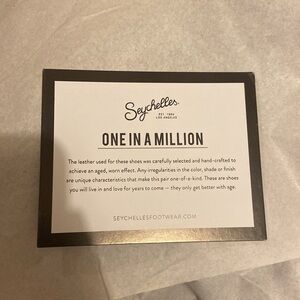 Seychelles.
EST. 1984
LOS ANGELES
ONE IN A MILLION
The leather used for these shoes was carefully selected and hand-crafted to
achieve an aged, worn effect. Any irregularities in the color, shade or finish
are unique characteristics that make this pair one-of-a-kind. These are shoes
you will live in and love for years to come — they only get better with age.
SEYCHELLESFOOTWEAR.COM